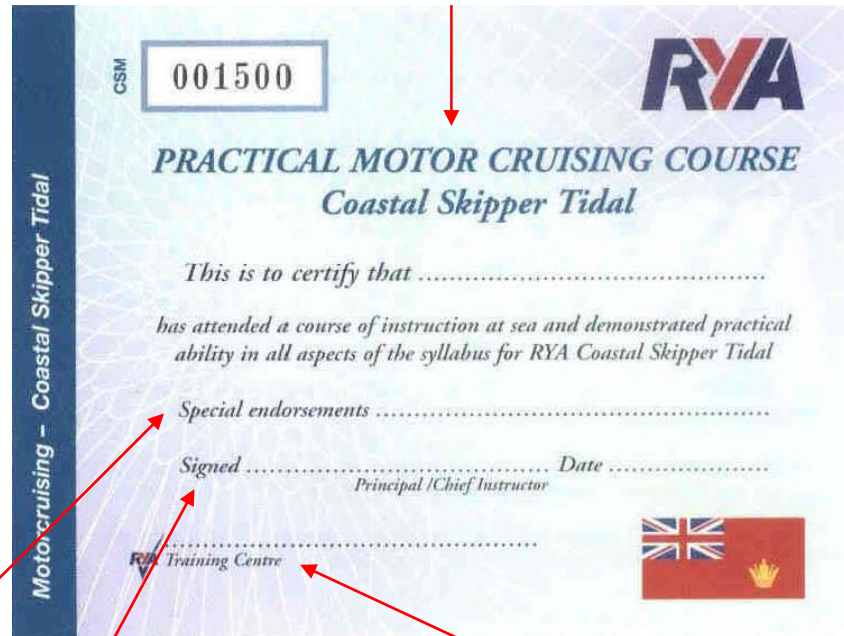 CSM
001500
RYA
PRACTICAL MOTOR CRUISING COURSE
Coastal Skipper Tidal
This is to certify that ................................................
has attended a course of instruction at sea and demonstrated practical
ability in all aspects of the syllabus for RYA Coastal Skipper Tidal
Special endorsements .........................................................
Signed ............................................ Date ......................
Principal /Chief Instructor
.......................................................
RYA Training Centre
Motorcruising – Coastal Skipper Tidal